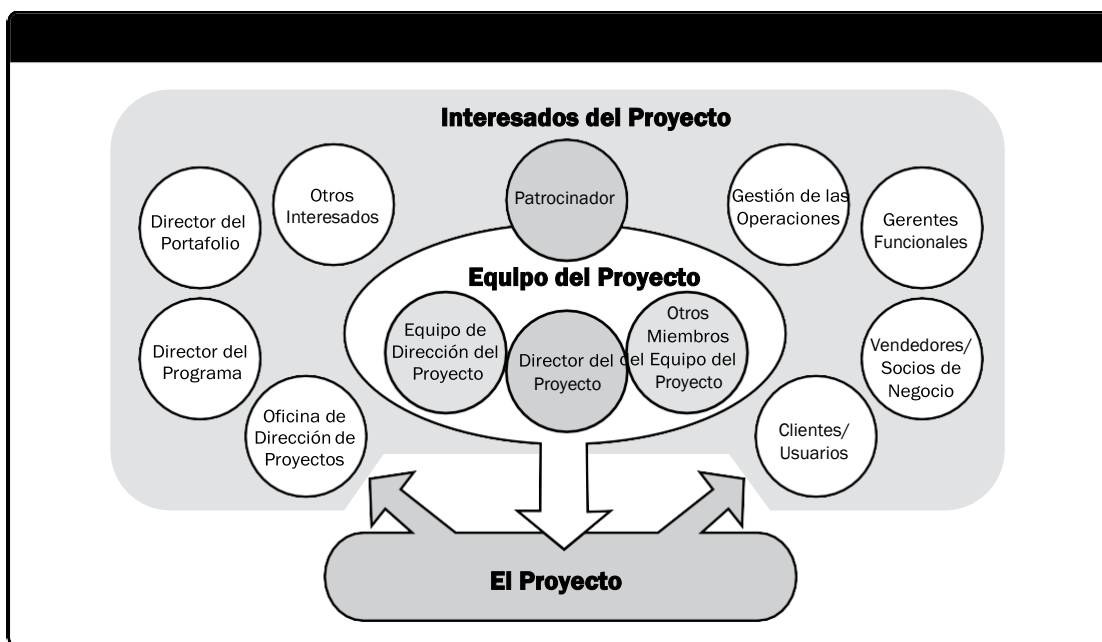 Interesados del Proyecto
Director del
Portafolio
Otros
Interesados
Patrocinador
Gestión de las
Operaciones
Gerentes
Funcionales
Equipo del Proyecto
Director del
Programa
Equipo de
Dirección del
Proyecto
Director del
Proyecto
Otros
Miembros
del Equipo del
Proyecto
Vendedores/
Socios de
Negocio
Oficina de
Dirección de
Proyectos
Clientes/
Usuarios
El Proyecto